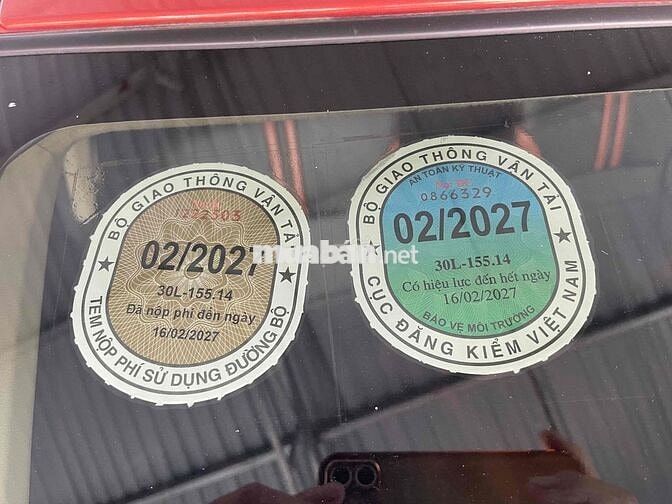 BỘ GIAO THÔNG VẬN TẢI
232303
02/2027
30L-155.14
Đã nộp phí đến ngày
16/02/2027
TEM NỘP PHÍ SỬ DỤNG ĐƯỜNG BỘ
BỘ GIAO THÔNG VẬN TẢI
AN TOÀN KỸ THUẬT
0866329
02/2027
30L-155.14
Có hiệu lực đến hết ngày
16/02/2027
BẢO VỆ MÔI TRƯỜNG
CỤC ĐĂNG KIỂM VIỆT NAM
muaban.net